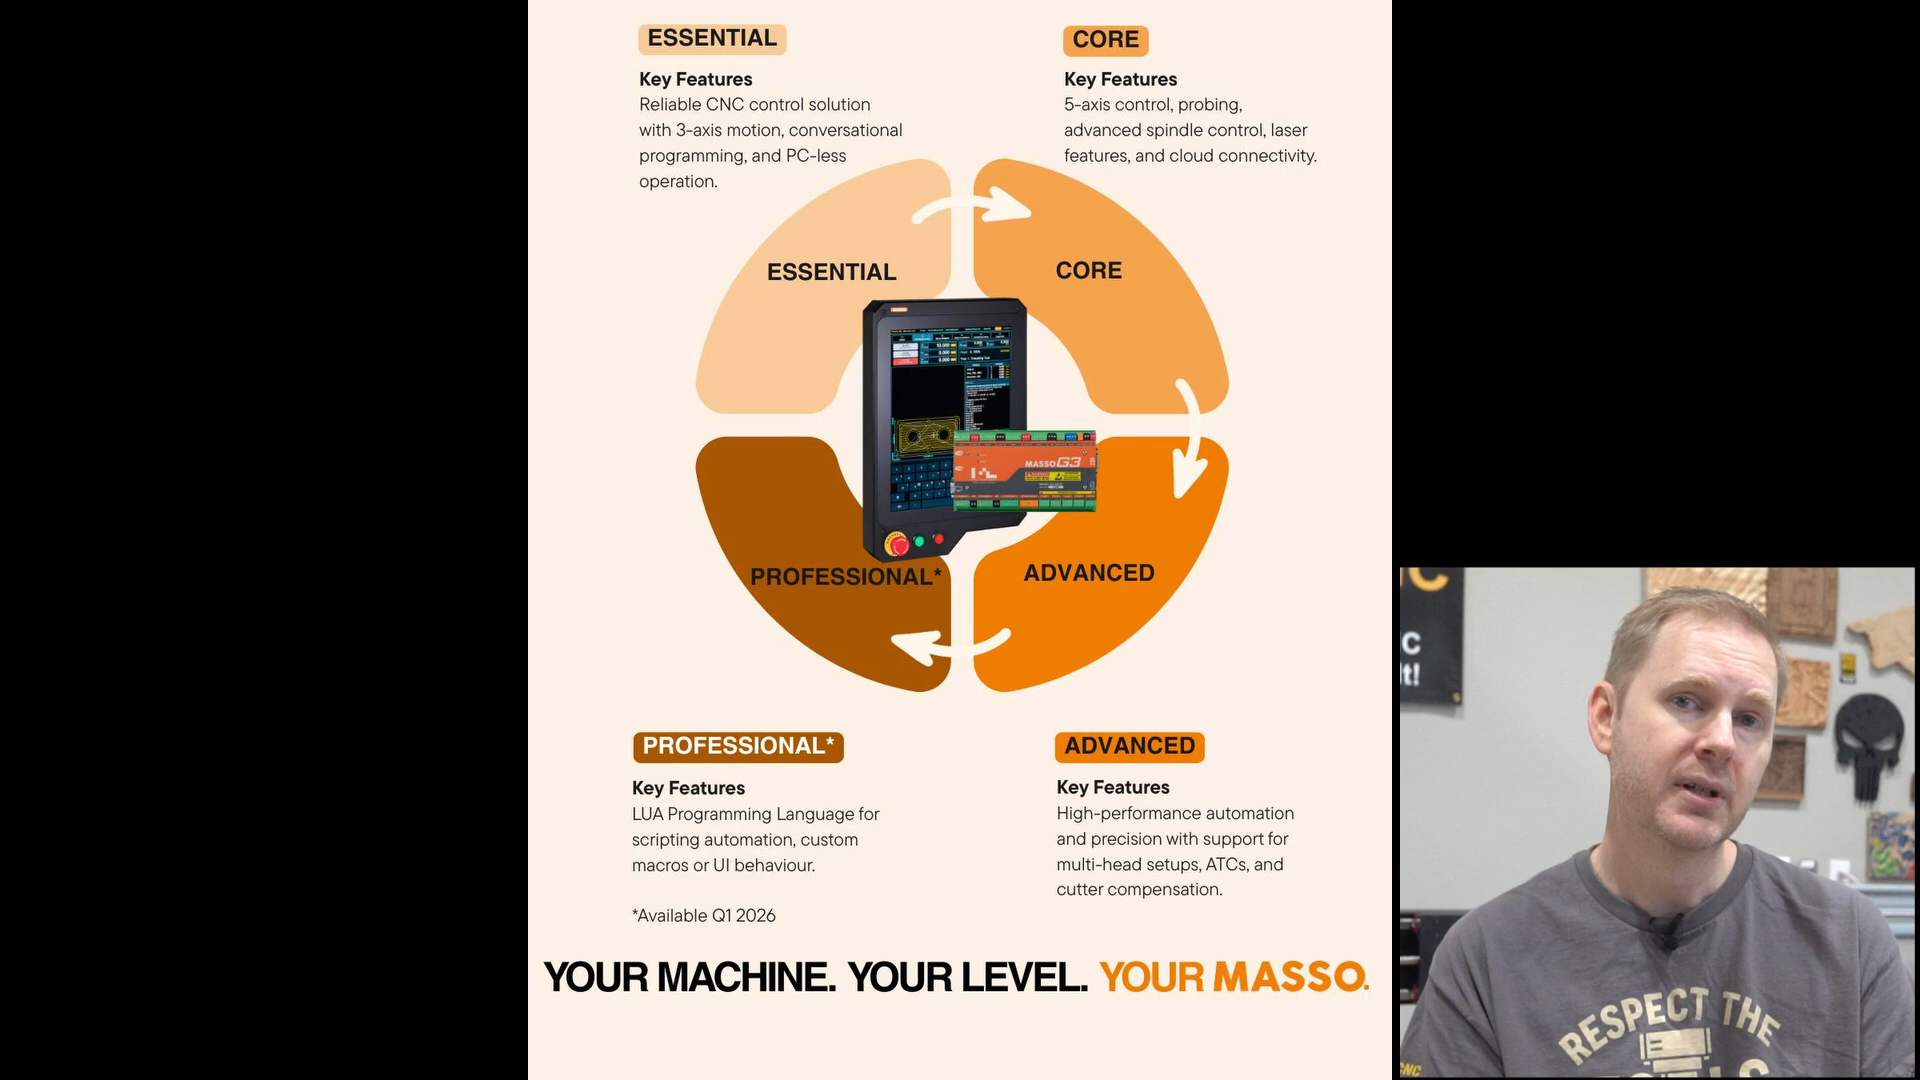 ESSENTIAL
Key Features
Reliable CNC control solution
with 3-axis motion, conversational
programming, and PC-less
operation.
CORE
Key Features
5-axis control, probing,
advanced spindle control, laser
features, and cloud connectivity.
ESSENTIAL
CORE
MASSO G3
PROFESSIONAL*
ADVANCED
PROFESSIONAL*
Key Features
LUA Programming Language for
scripting automation, custom
macros or UI behaviour.
*Available Q1 2026
ADVANCED
Key Features
High-performance automation
and precision with support for
multi-head setups, ATCs, and
cutter compensation.
YOUR MACHINE. YOUR LEVEL. YOUR MASSO.
RESPECT THE
CNC